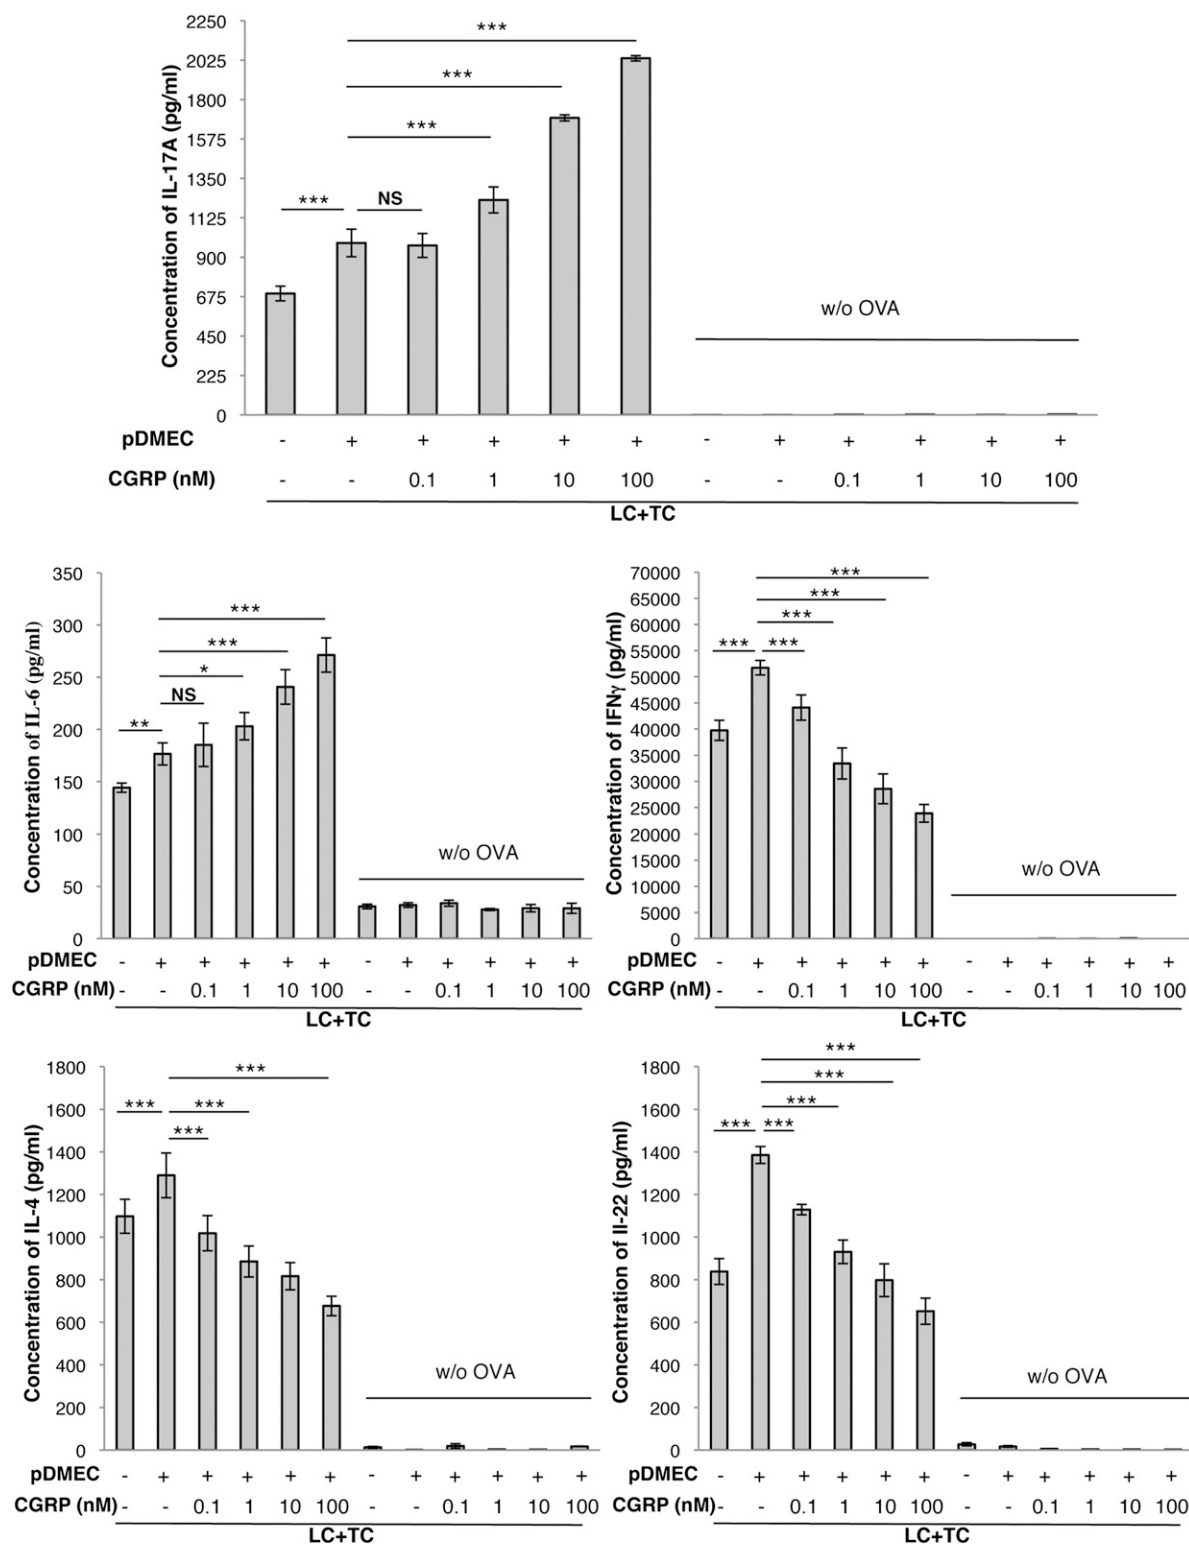 2250
2025
1800
1575
1350
1125
900
675
450
225
0
Concentration of IL-17A (pg/ml)
***
***
***
***
NS
w/o OVA
pDMEC - + + + + + - + + + + +
CGRP (nM) - - 0.1 1 10 100 - - 0.1 1 10 100
LC+TC
350
300
250
200
150
100
50
0
Concentration of IL-6 (pg/ml)
***
***
*
NS
**
w/o OVA
pDMEC - + + + + + - + + + + +
CGRP (nM) - - 0.1 1 10 100 - - 0.1 1 10 100
LC+TC
70000
65000
60000
55000
50000
45000
40000
35000
30000
25000
20000
15000
10000
5000
0
Concentration of IFNγ (pg/ml)
***
***
***
*** ***
w/o OVA
pDMEC - + + + + + - + + + + +
CGRP (nM) - - 0.1 1 10 100 - - 0.1 1 10 100
LC+TC
1800
1600
1400
1200
1000
800
600
400
200
0
Concentration of IL-4 (pg/ml)
***
*** ***
***
w/o OVA
pDMEC - + + + + + - + + + + +
CGRP (nM) - - 0.1 1 10 100 - - 0.1 1 10 100
LC+TC
1800
1600
1400
1200
1000
800
600
400
200
0
Concentration of Il-22 (pg/ml)
***
***
***
*** ***
w/o OVA
pDMEC - + + + + + - + + + + +
CGRP (nM) - - 0.1 1 10 100 - - 0.1 1 10 100
LC+TC